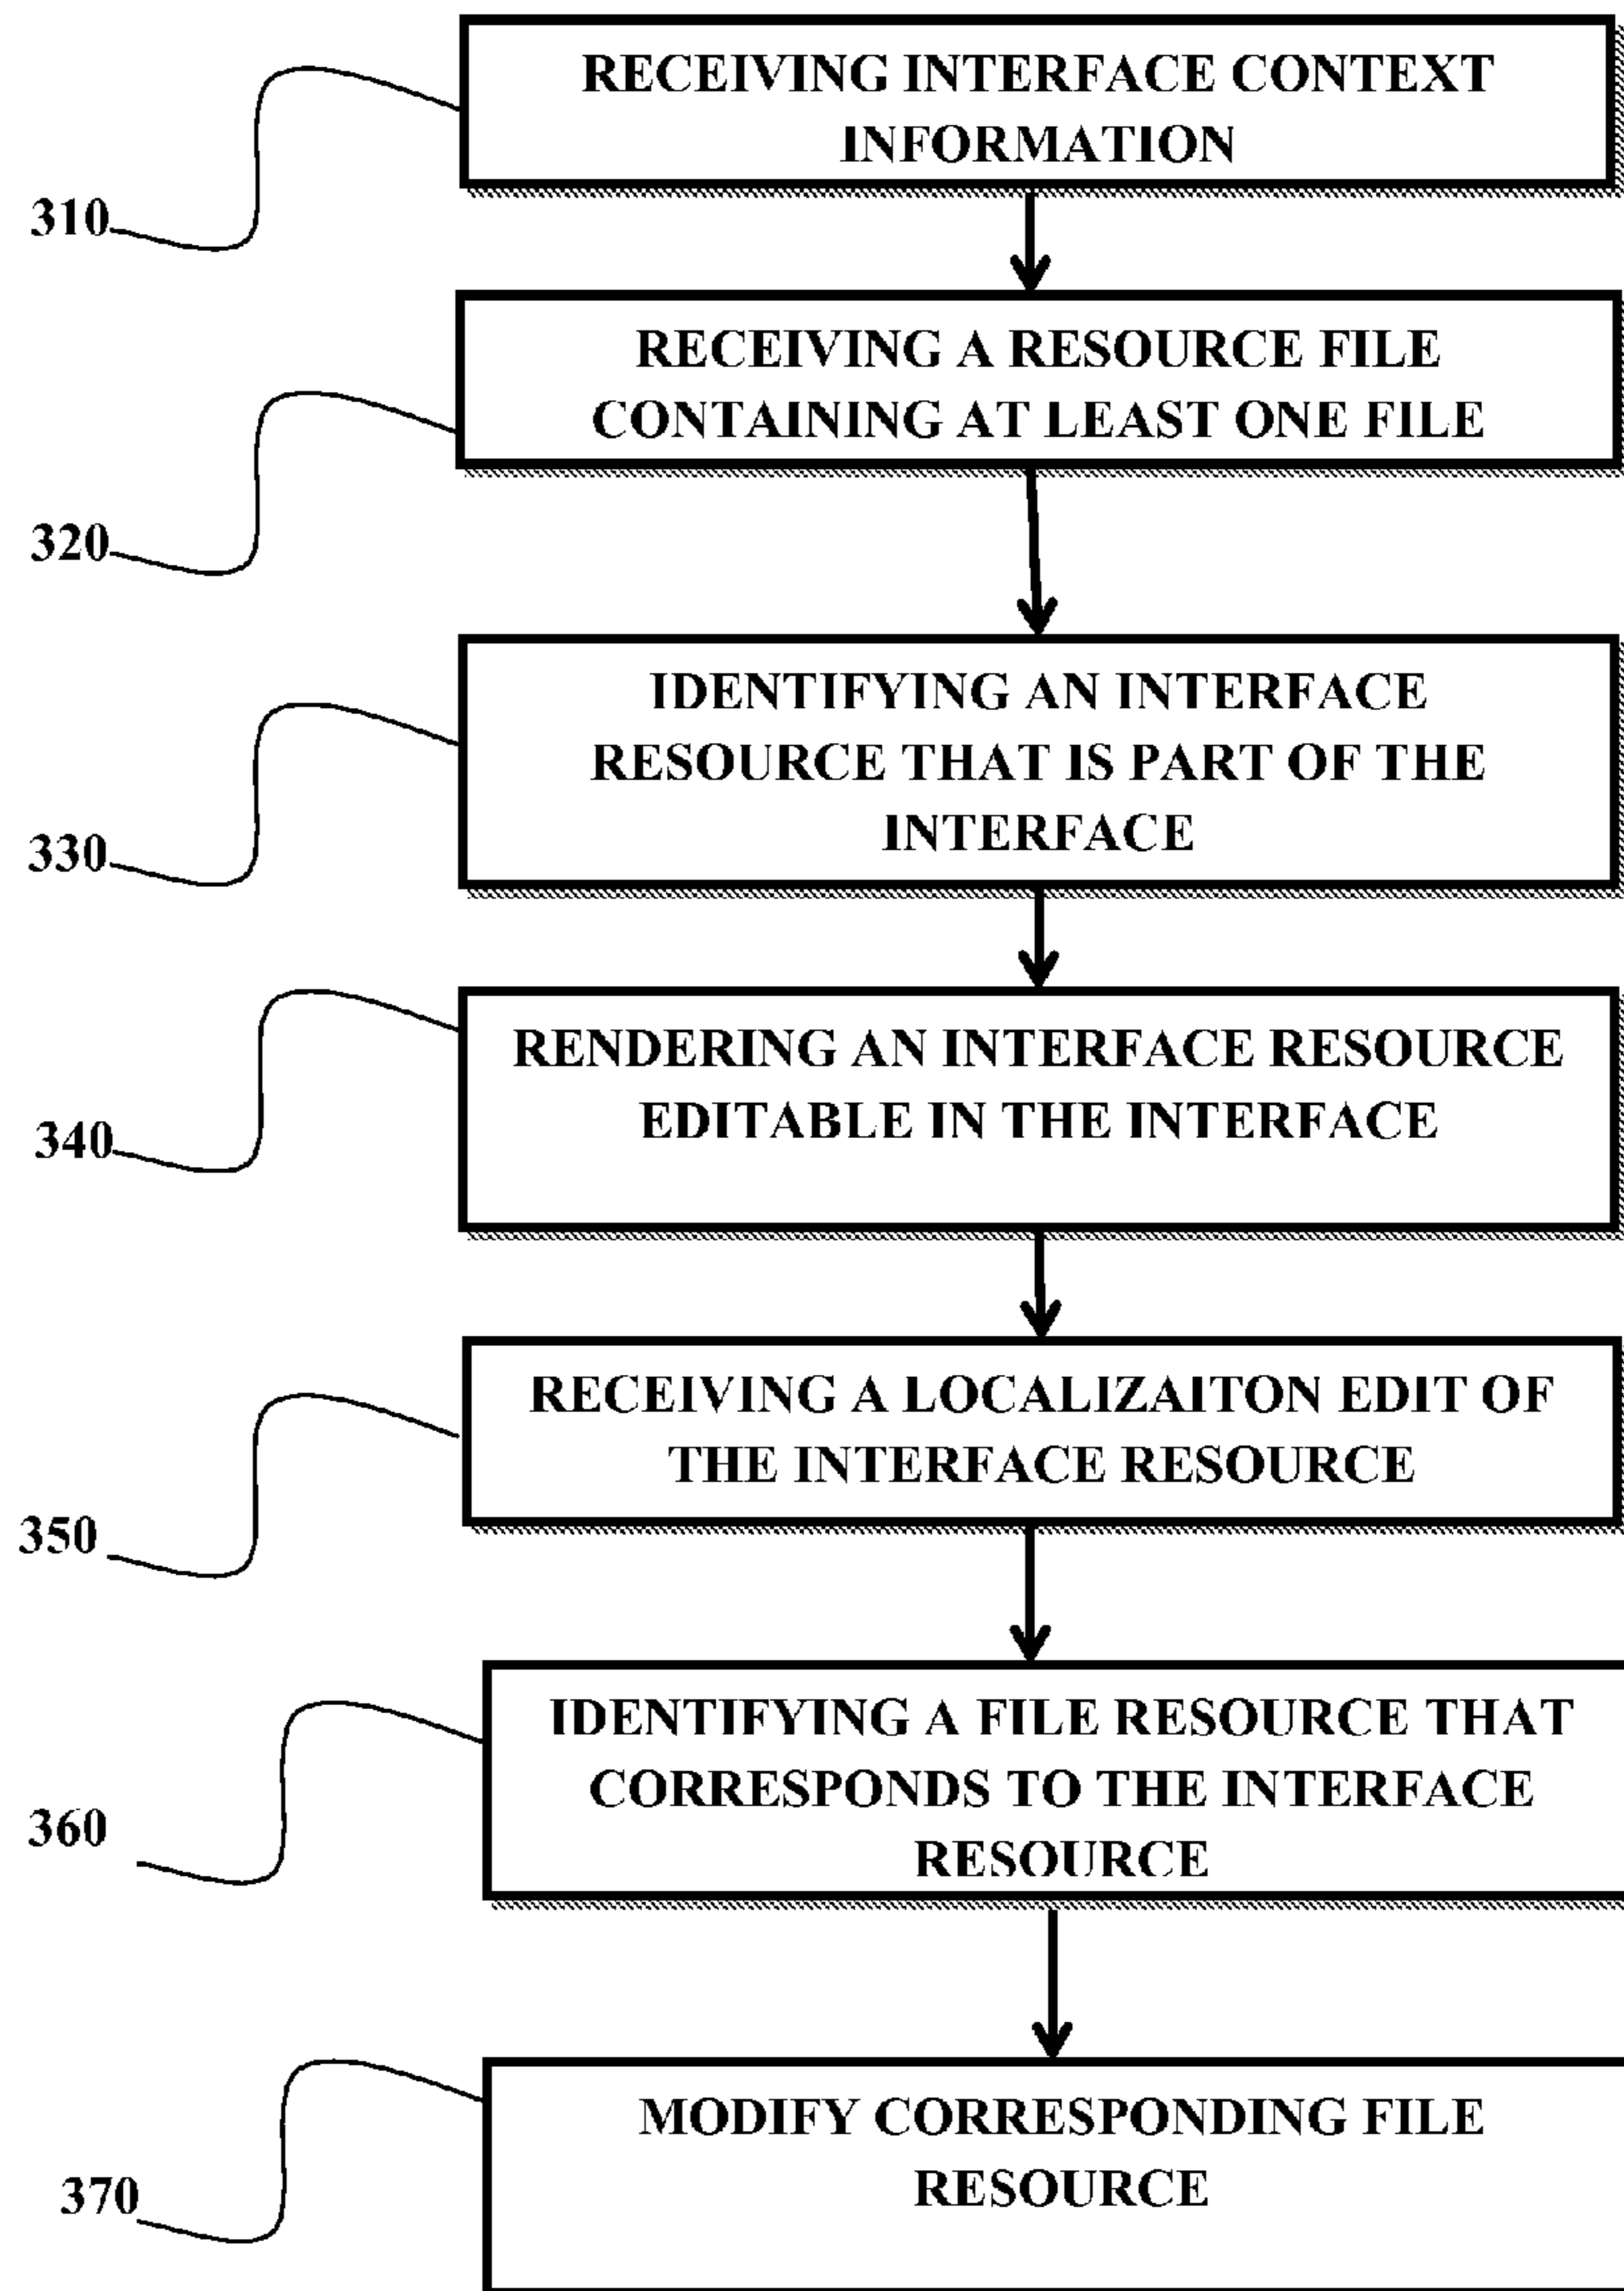 RECEIVING INTERFACE CONTEXT
INFORMATION
310
RECEIVING A RESOURCE FILE
CONTAINING AT LEAST ONE FILE
320
IDENTIFYING AN INTERFACE
RESOURCE THAT IS PART OF THE
INTERFACE
330
RENDERING AN INTERFACE RESOURCE
EDITABLE IN THE INTERFACE
340
RECEIVING A LOCALIZAITON EDIT OF
THE INTERFACE RESOURCE
350
IDENTIFYING A FILE RESOURCE THAT
CORRESPONDS TO THE INTERFACE
RESOURCE
360
MODIFY CORRESPONDING FILE
RESOURCE
370